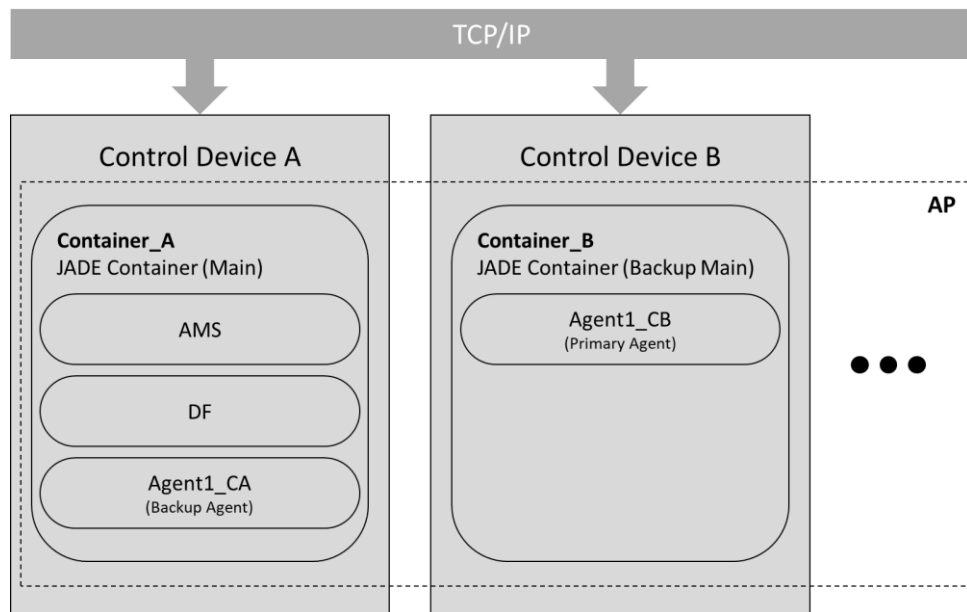 TCP/IP
Control Device A
Container_A
JADE Container (Main)
AMS
DF
Agent1_CA
(Backup Agent)
Control Device B
Container_B
JADE Container (Backup Main)
Agent1_CB
(Primary Agent)
AP